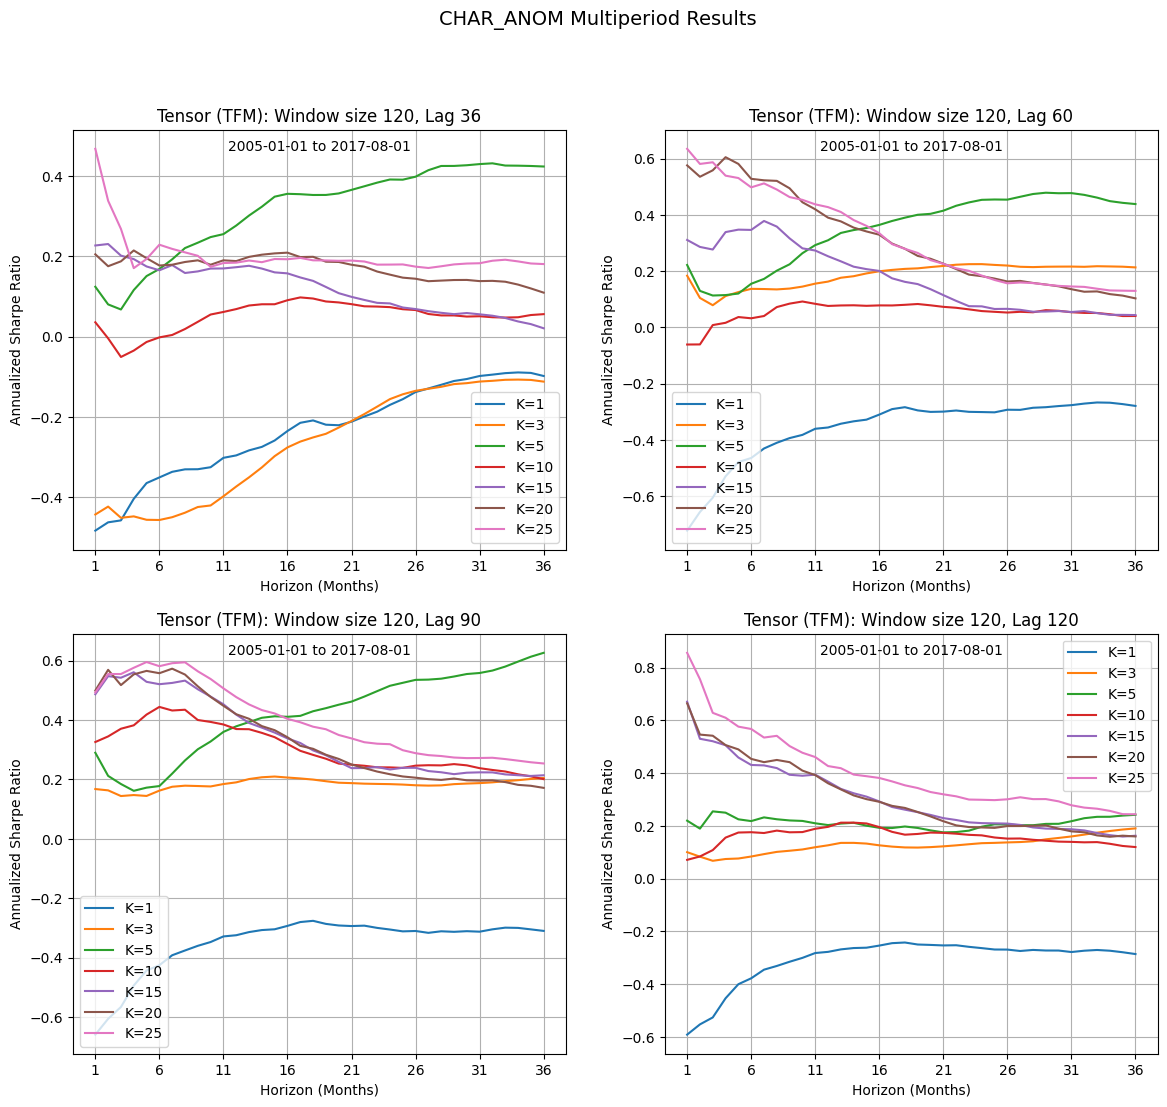 CHAR_ANOM Multiperiod Results
Tensor (TFM): Window size 120, Lag 36
2005-01-01 to 2017-08-01
Annualized Sharpe Ratio
0.4
0.2
0.0
−0.2
−0.4
K=1
K=3
K=5
K=10
K=15
K=20
K=25
1 6 11 16 21 26 31 36
Horizon (Months)
Tensor (TFM): Window size 120, Lag 60
2005-01-01 to 2017-08-01
Annualized Sharpe Ratio
0.6
0.4
0.2
0.0
−0.2
−0.4
−0.6
K=1
K=3
K=5
K=10
K=15
K=20
K=25
1 6 11 16 21 26 31 36
Horizon (Months)
Tensor (TFM): Window size 120, Lag 90
2005-01-01 to 2017-08-01
Annualized Sharpe Ratio
0.6
0.4
0.2
0.0
−0.2
−0.4
−0.6
K=1
K=3
K=5
K=10
K=15
K=20
K=25
1 6 11 16 21 26 31 36
Horizon (Months)
Tensor (TFM): Window size 120, Lag 120
2005-01-01 to 2017-08-01
Annualized Sharpe Ratio
0.8
0.6
0.4
0.2
0.0
−0.2
−0.4
−0.6
K=1
K=3
K=5
K=10
K=15
K=20
K=25
1 6 11 16 21 26 31 36
Horizon (Months)